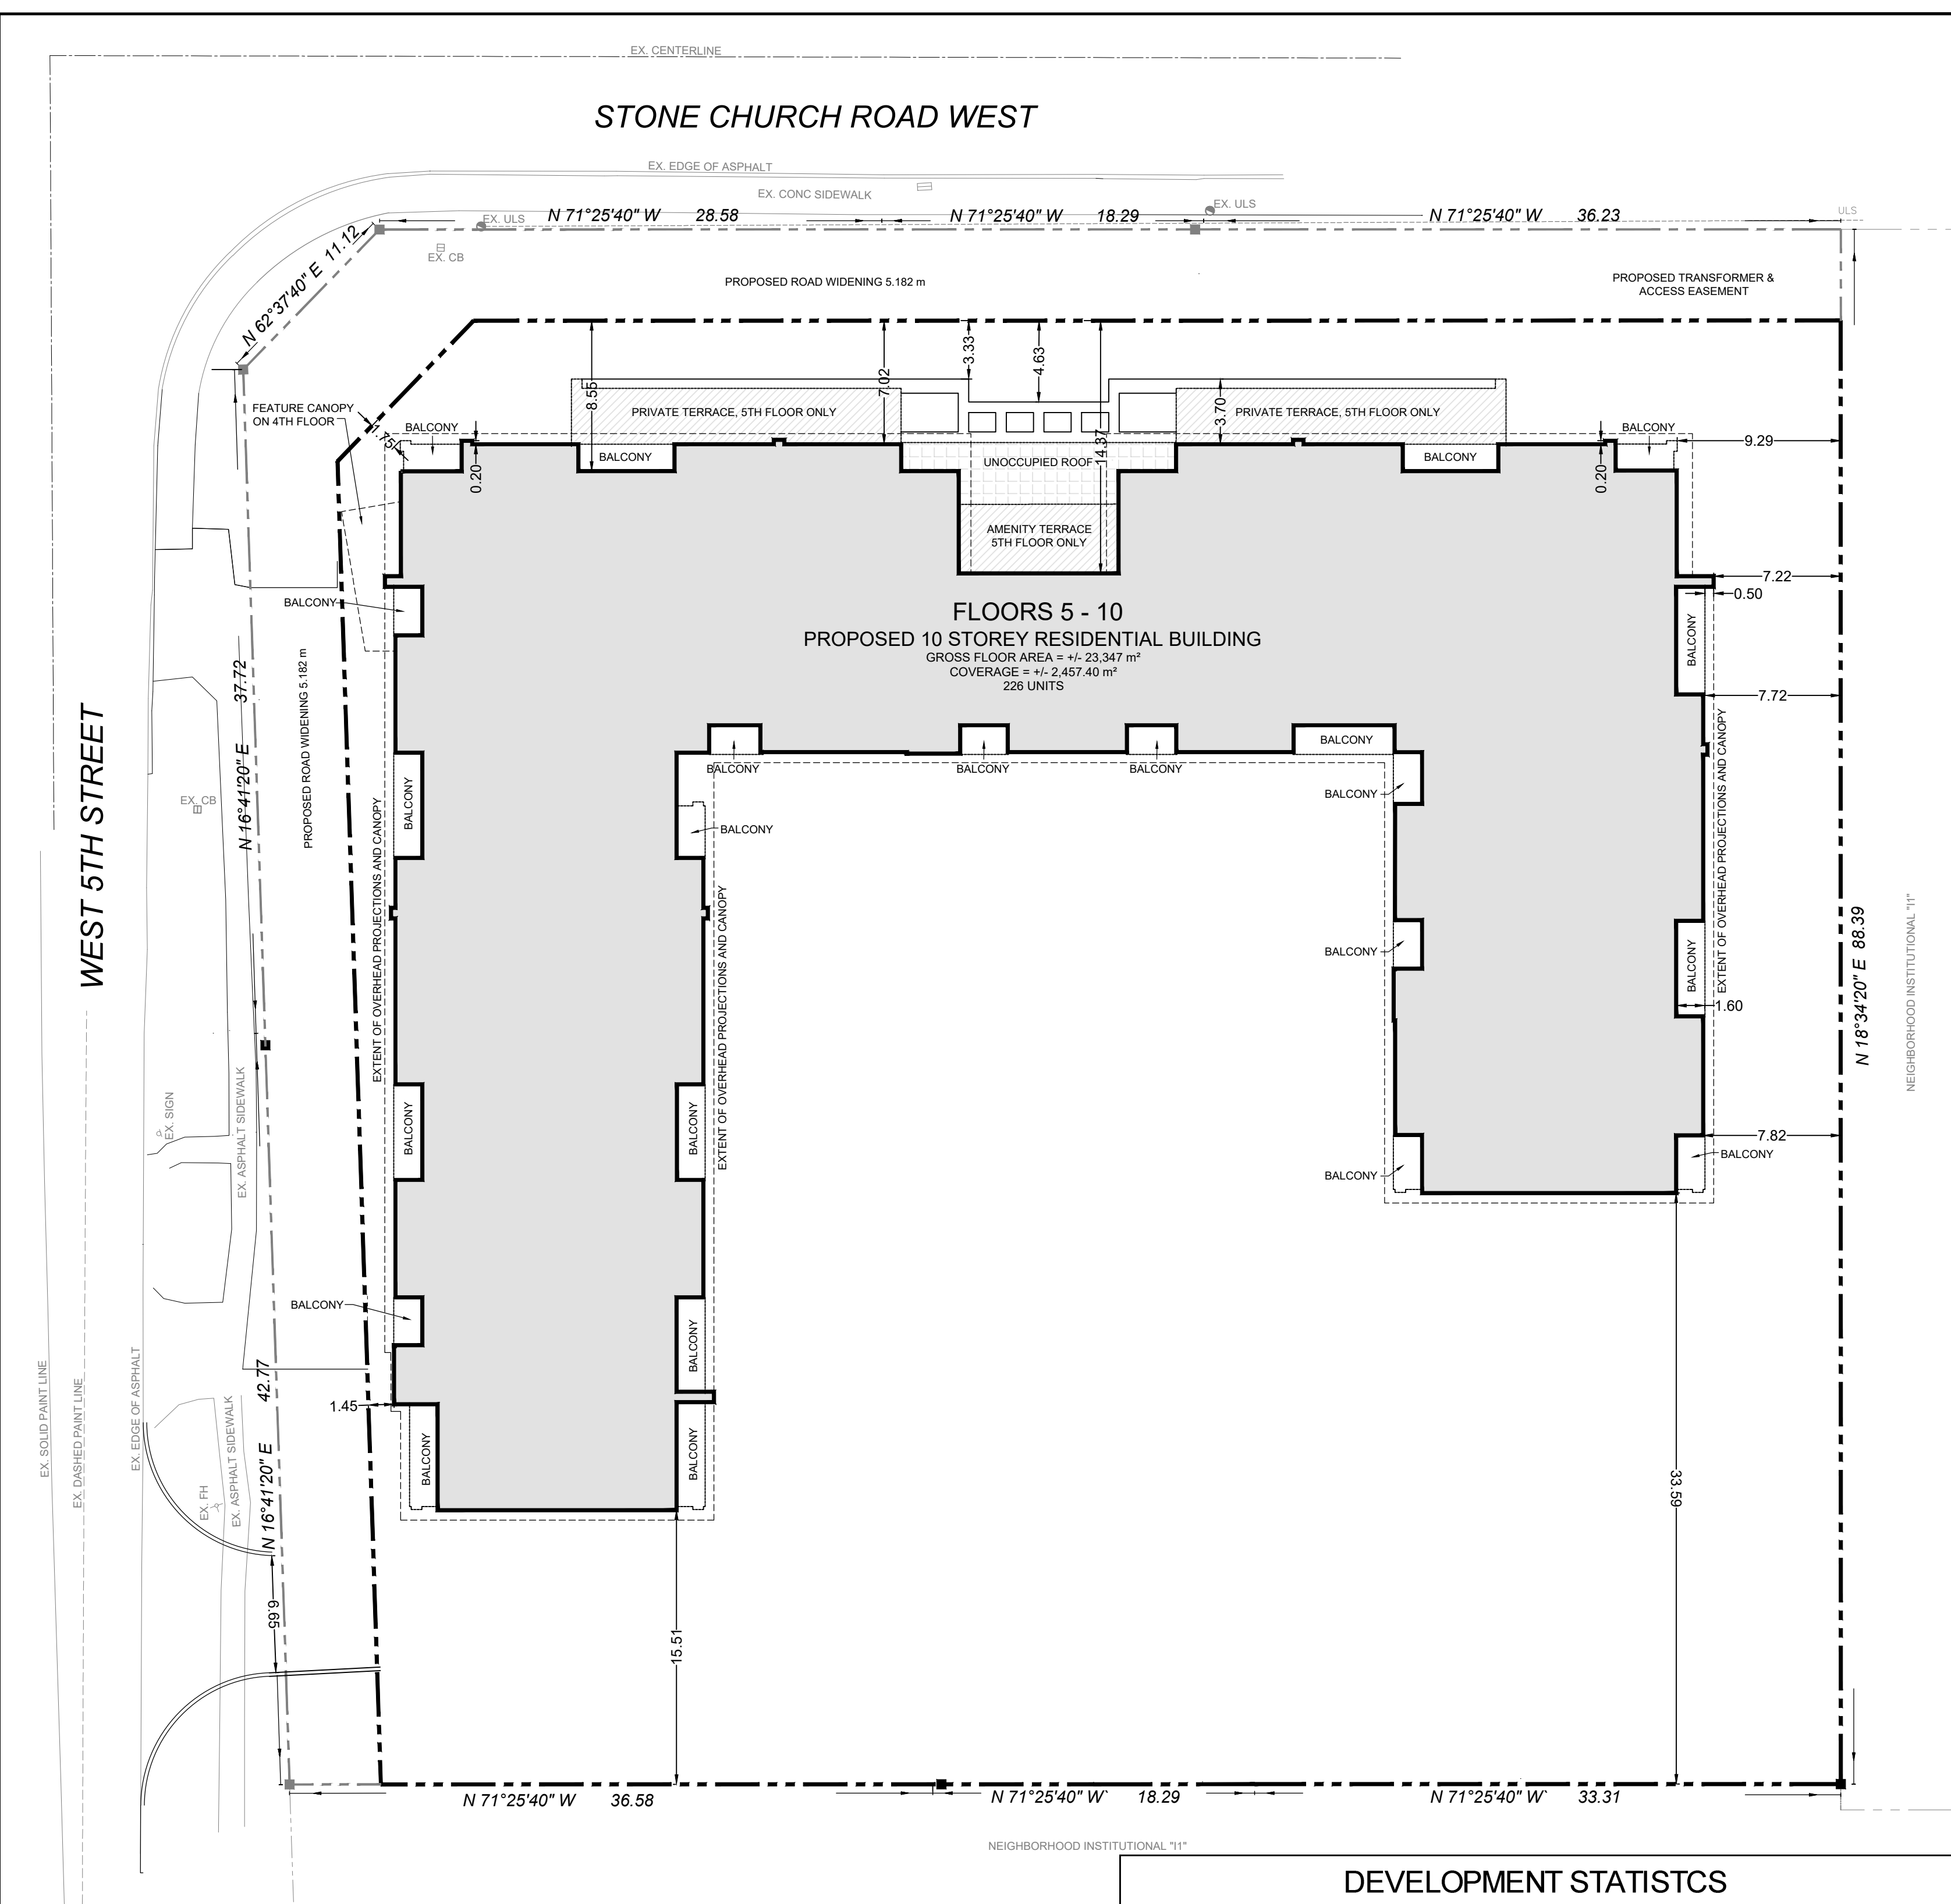 EX. CENTERLINE
STONE CHURCH ROAD WEST
EX. EDGE OF ASPHALT
EX. CONC SIDEWALK
EX. ULS
N 71°25'40" W 28.58
N 71°25'40" W 18.29
EX. ULS
N 71°25'40" W 36.23
ULS
N 62°37'40" E 11.12
EX. CB
PROPOSED ROAD WIDENING 5.182 m
PROPOSED TRANSFORMER &
ACCESS EASEMENT
3.33
4.63
8.55
7.02
14.37
3.70
FEATURE CANOPY
ON 4TH FLOOR
1.75
BALCONY
PRIVATE TERRACE, 5TH FLOOR ONLY
PRIVATE TERRACE, 5TH FLOOR ONLY
BALCONY
9.29
BALCONY
UNOCCUPIED ROOF
BALCONY
0.20
0.20
AMENITY TERRACE
5TH FLOOR ONLY
7.22
0.50
BALCONY
FLOORS 5 - 10
PROPOSED 10 STOREY RESIDENTIAL BUILDING
GROSS FLOOR AREA = +/- 23,347 m²
COVERAGE = +/- 2,457.40 m²
226 UNITS
BALCONY
7.72
N 16°41'20" E 37.72
PROPOSED ROAD WIDENING 5.182 m
WEST 5TH STREET
EX. CB
BALCONY
BALCONY
BALCONY
BALCONY
BALCONY
BALCONY
BALCONY
BALCONY
EXTENT OF OVERHEAD PROJECTIONS AND CANOPY
EXTENT OF OVERHEAD PROJECTIONS AND CANOPY
EXTENT OF OVERHEAD PROJECTIONS AND CANOPY
BALCONY
BALCONY
1.60
N 18°34'20" E 88.39
NEIGHBORHOOD INSTITUTIONAL "I1"
EX. SIGN
EX. ASPHALT SIDEWALK
BALCONY
BALCONY
7.82
BALCONY
BALCONY
BALCONY
BALCONY
1.45
BALCONY
BALCONY
N 16°41'20" E 42.77
EX. SOLID PAINT LINE
EX. DASHED PAINT LINE
EX. EDGE OF ASPHALT
EX. FH
EX. ASPHALT SIDEWALK
6.65
15.51
33.59
N 71°25'40" W 36.58
N 71°25'40" W\` 18.29
N 71°25'40" W\` 33.31
NEIGHBORHOOD INSTITUTIONAL "I1"
DEVELOPMENT STATISTCS